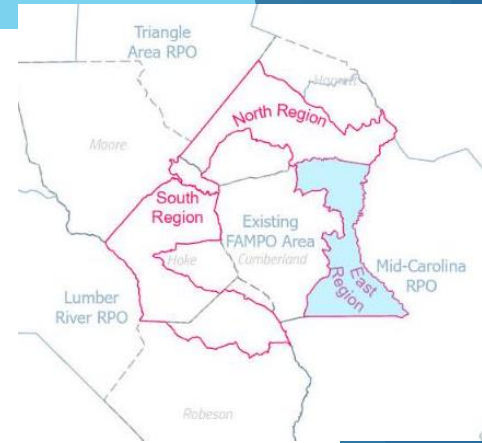 Triangle
Area RPO
Harnett
North Region
Moore
South
Region
Existing
FAMPO Area
Hoke
Cumberland
East
Region
Mid-Carolina
RPO
Lumber
River RPO
Robeson